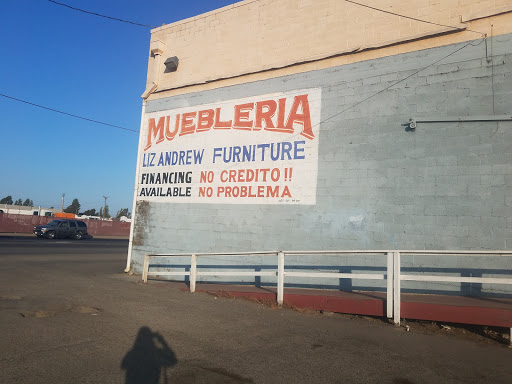 MUEBLERIA
LIZ ANDREW FURNITURE
FINANCING NO CREDITO!!
AVAILABLE NO PROBLEMA